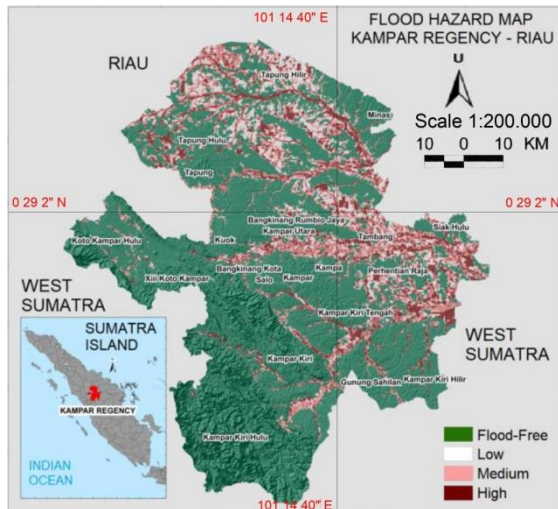 101 14 40" E
FLOOD HAZARD MAP
KAMPAR REGENCY - RIAU
U
Scale 1:200.000
10 0 10 KM
RIAU
Tapung Hilir
Minas
Tapung Hulu
Tapung
0 29 2" N
0 29 2" N
Bangkinang Rumbio Jaya
Kampar Utara
Siak Hulu
Tambang
Koto Kampar Hulu
Kuok
Xiii Koto Kampar
Bangkinang Kota
Salo
Kampa
Kampar
Perhentian Raja
WEST
SUMATRA
Kampar Kiri Tengah
SUMATRA
ISLAND
WEST
SUMATRA
Kampar Kiri
Gunung Sahilan
Kampar Kiri Hilir
KAMPAR REGENCY
Kampar Kiri Hulu
INDIAN
OCEAN
Flood-Free
Low
Medium
High
101 14 40" E